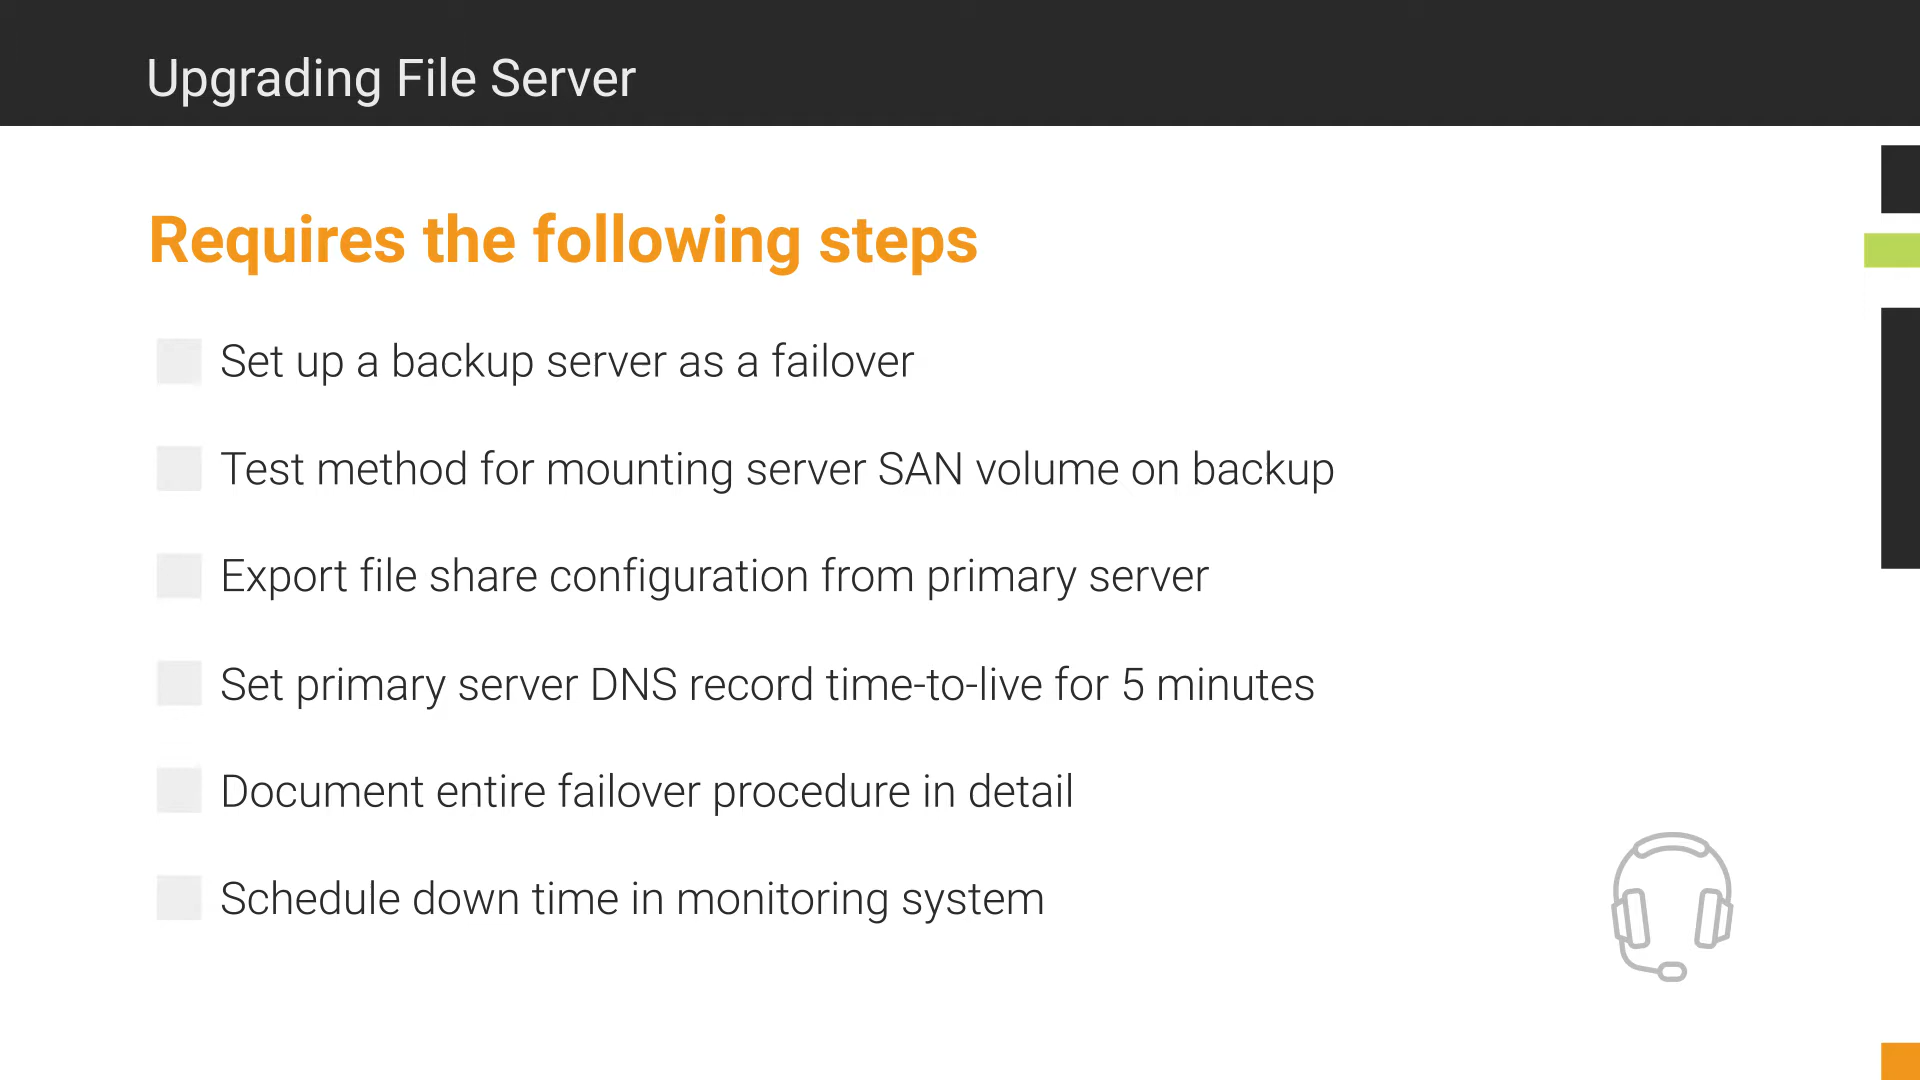 Upgrading File Server
Requires the following steps
Set up a backup server as a failover
Test method for mounting server SAN volume on backup
Export file share configuration from primary server
Set primary server DNS record time-to-live for 5 minutes
Document entire failover procedure in detail
Schedule down time in monitoring system